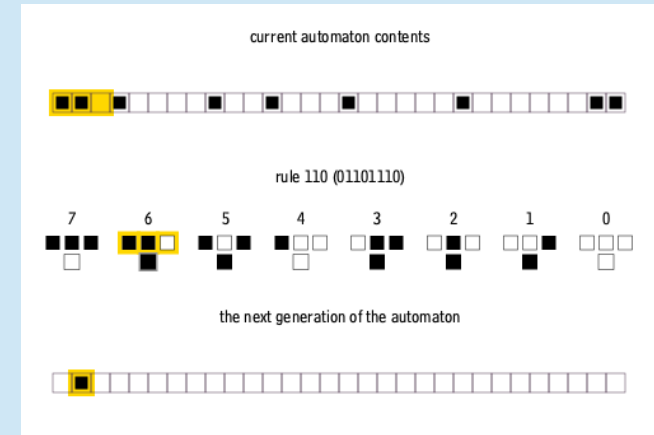 current automaton contents
rule 110 (01101110)
7 6 5 4 3 2 1 0
the next generation of the automaton